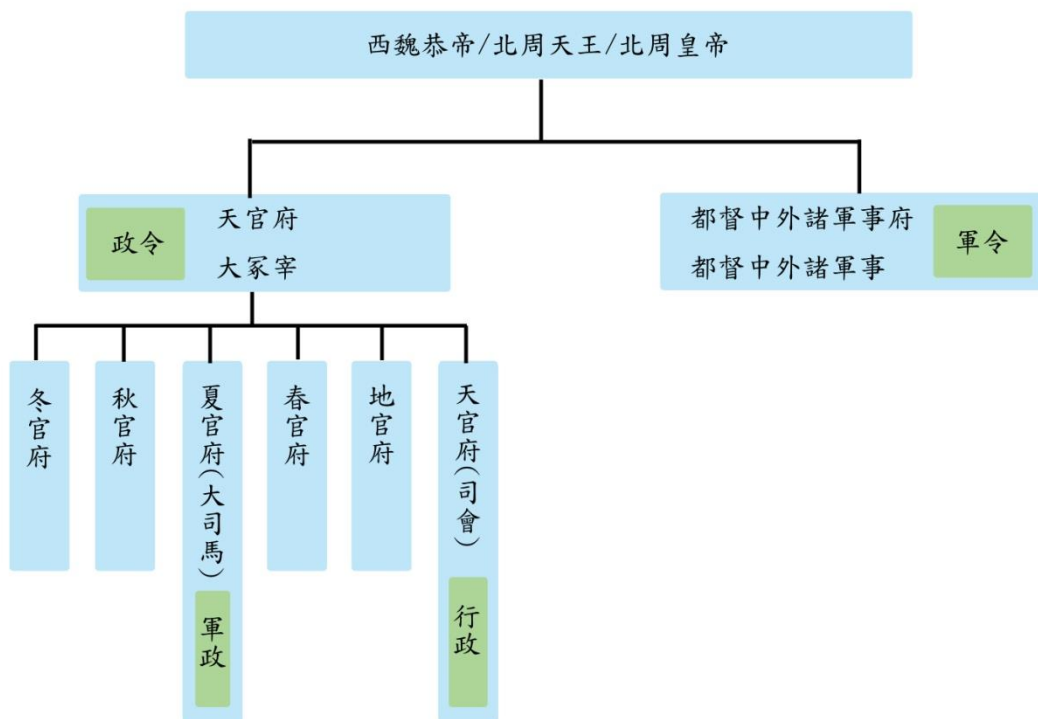 西魏恭帝/北周天王/北周皇帝
政令
天官府
大冢宰
都督中外諸軍事府
都督中外諸軍事
軍令
冬官府
秋官府
夏官府(大司馬)
軍政
春官府
地官府
天官府(司會)
行政